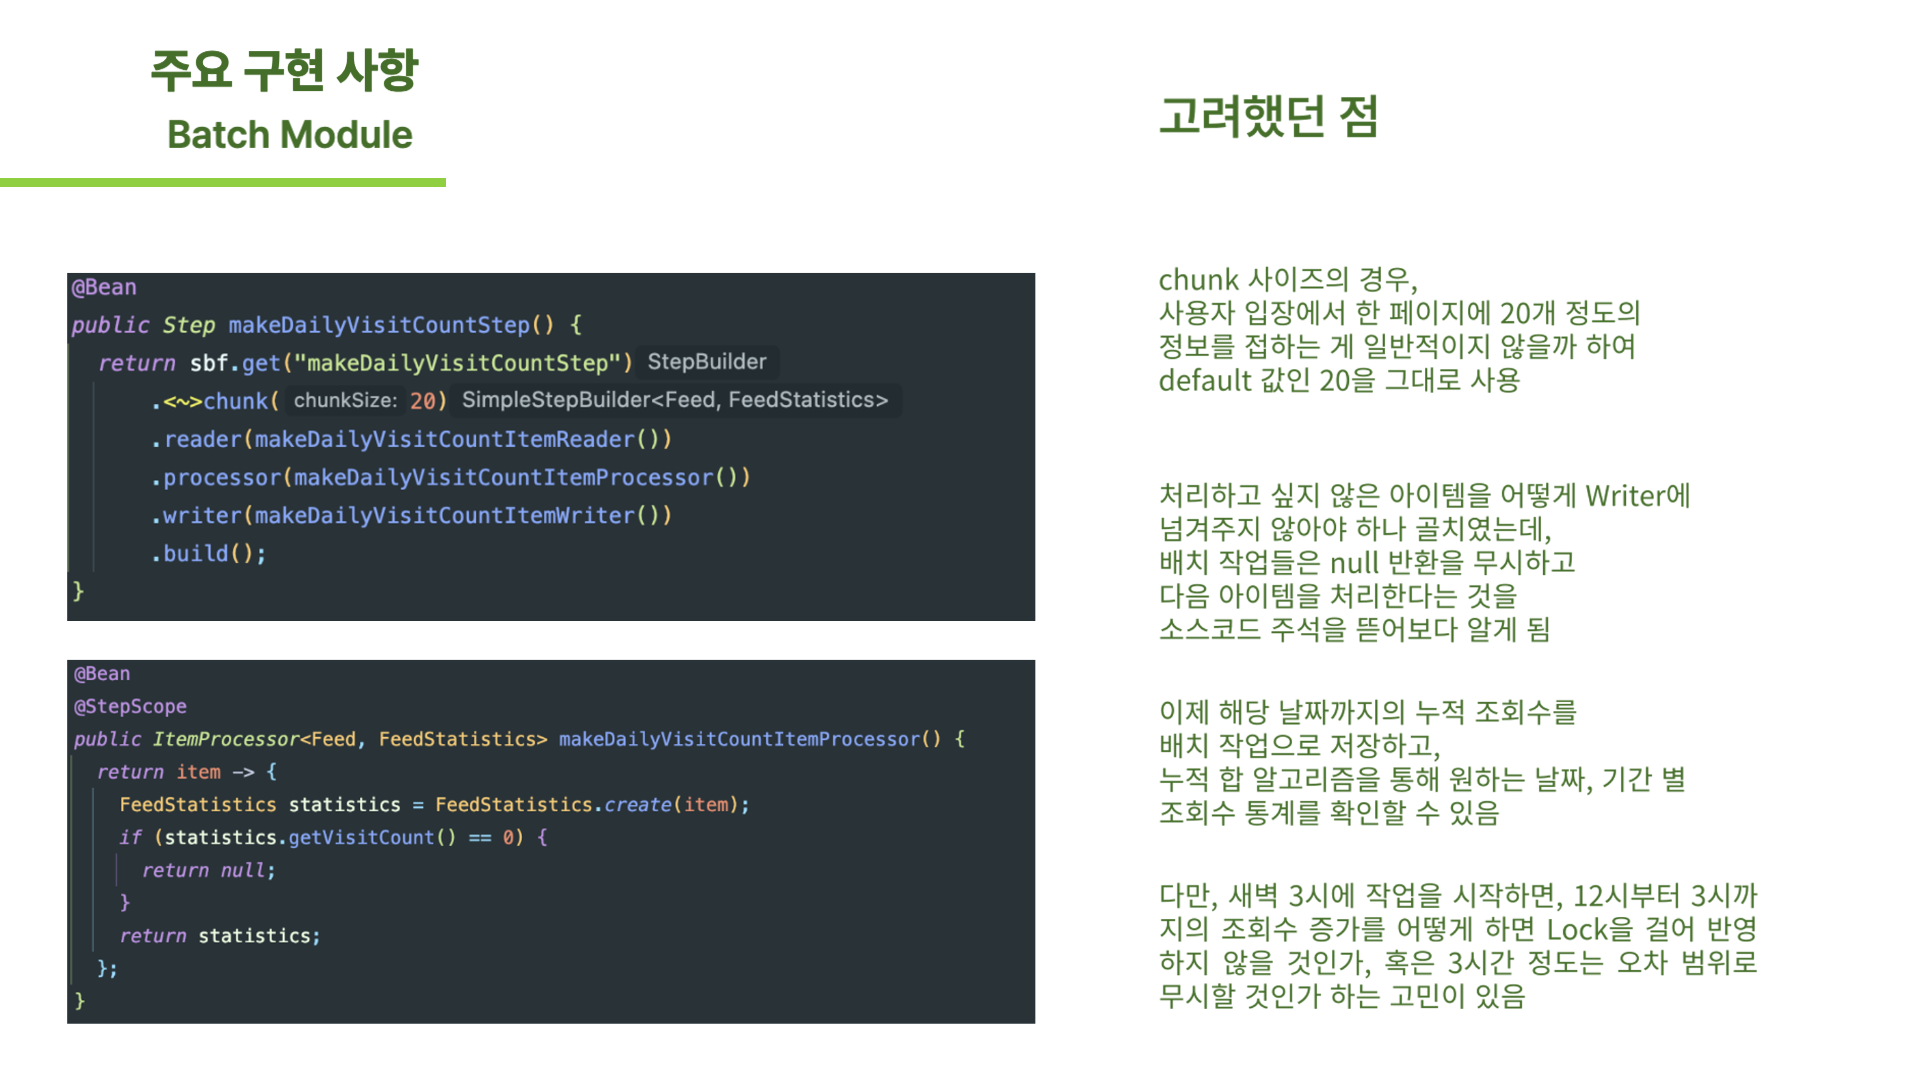 주요 구현 사항
Batch Module
@Bean
public Step makeDailyVisitCountStep() {
return sbf.get("makeDailyVisitCountStep") StepBuilder
.<~>chunk( chunkSize: 20) SimpleStepBuilder<Feed, FeedStatistics>
.reader(makeDailyVisitCountItemReader())
.processor(makeDailyVisitCountItemProcessor())
.writer(makeDailyVisitCountItemWriter())
.build();
}
@Bean
@StepScope
public ItemProcessor<Feed, FeedStatistics> makeDailyVisitCountItemProcessor() {
return item -> {
FeedStatistics statistics = FeedStatistics.create(item);
if (statistics.getVisitCount() == 0) {
return null;
}
return statistics;
};
}
고려했던 점
chunk 사이즈의 경우,
사용자 입장에서 한 페이지에 20개 정도의
정보를 접하는 게 일반적이지 않을까 하여
default 값인 20을 그대로 사용
처리하고 싶지 않은 아이템을 어떻게 Writer에
넘겨주지 않아야 하나 골치였는데,
배치 작업들은 null 반환을 무시하고
다음 아이템을 처리한다는 것을
소스코드 주석을 뜯어보다 알게 됨
이제 해당 날짜까지의 누적 조회수를
배치 작업으로 저장하고,
누적 합 알고리즘을 통해 원하는 날짜, 기간 별
조회수 통계를 확인할 수 있음
다만, 새벽 3시에 작업을 시작하면, 12시부터 3시까
지의 조회수 증가를 어떻게 하면 Lock을 걸어 반영
하지 않을 것인가, 혹은 3시간 정도는 오차 범위로
무시할 것인가 하는 고민이 있음